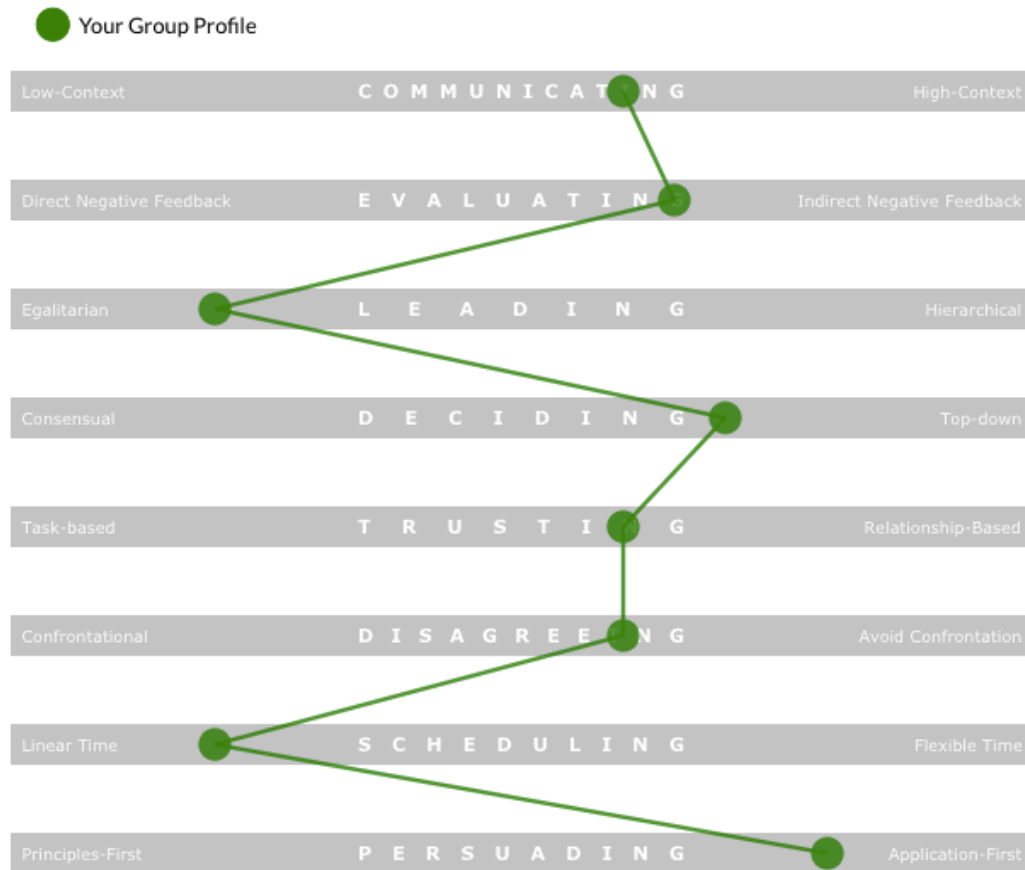 Your Group Profile
Low-Context COMMUNICATING High-Context
Direct Negative Feedback EVALUATING Indirect Negative Feedback
Egalitarian LEADING Hierarchical
Consensual DECIDING Top-down
Task-based TRUSTING Relationship-Based
Confrontational DISAGREEING Avoid Confrontation
Linear Time SCHEDULING Flexible Time
Principles-First PERSUADING Application-First